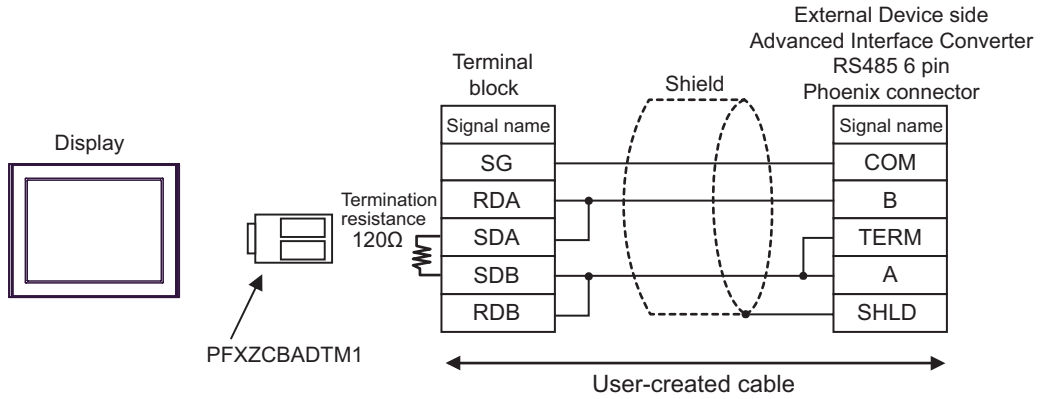 External Device side
Advanced Interface Converter
RS485 6 pin
Phoenix connector
Terminal
block
Shield
Display
Signal name
Signal name
SG
COM
RDA
B
Termination
resistance
120Ω
SDA
TERM
SDB
A
RDB
SHLD
PFXZCBADTM1
User-created cable